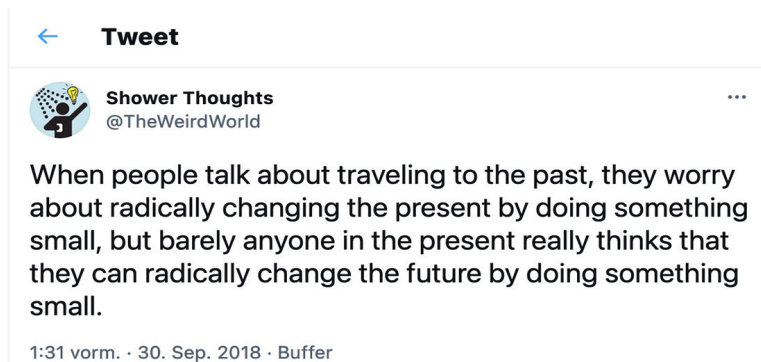 Tweet
Shower Thoughts
@TheWeirdWorld
When people talk about traveling to the past, they worry
about radically changing the present by doing something
small, but barely anyone in the present really thinks that
they can radically change the future by doing something
small.
1:31 vorm. · 30. Sep. 2018 · Buffer